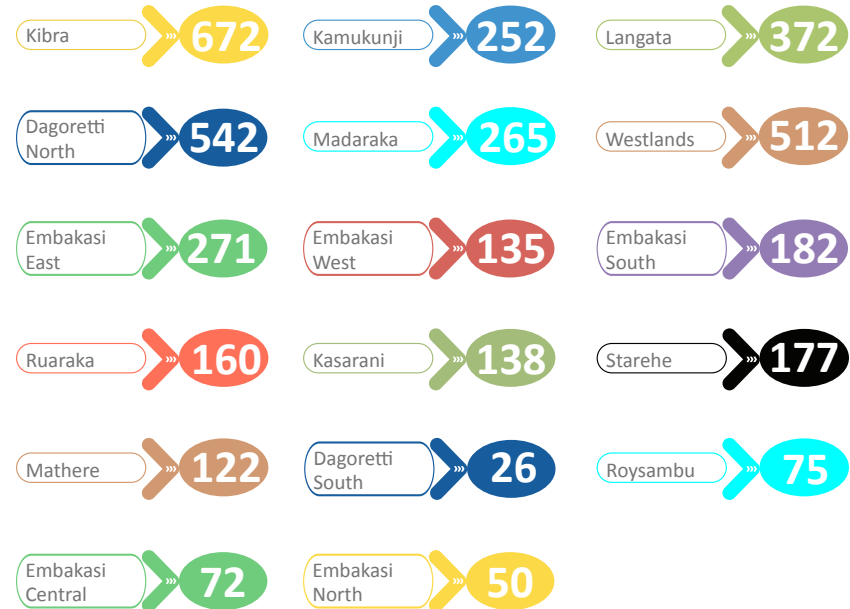 Kibra
672
Kamukunji
252
Langata
372
Dagoretti
North
542
Madaraka
265
Westlands
512
Embakasi
East
271
Embakasi
West
135
Embakasi
South
182
Ruaraka
160
Kasarani
138
Starehe
177
Mathere
122
Dagoretti
South
26
Roysambu
75
Embakasi
Central
72
Embakasi
North
50